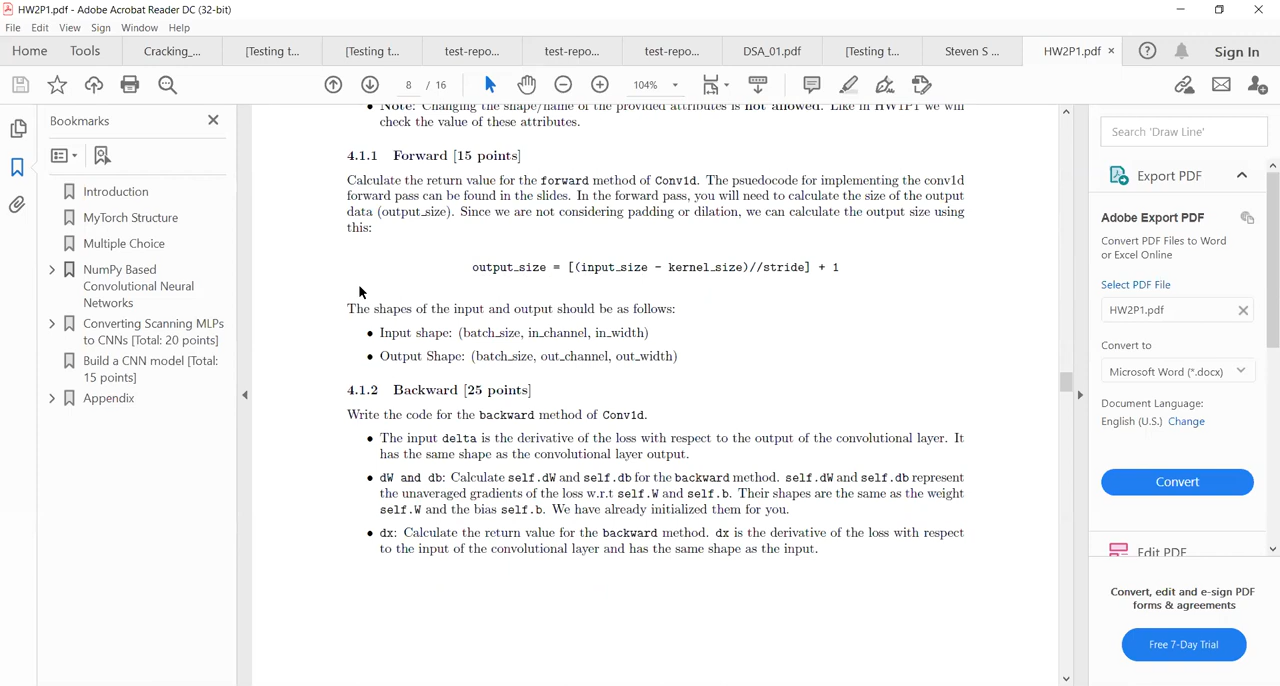 HW2P1.pdf - Adobe Acrobat Reader DC (32-bit)
File Edit View Sign Window Help
Home Tools Cracking_... [Testing t... [Testing t... test-repo... test-repo... test-repo... DSA_01.pdf [Testing t... Steven S ... HW2P1.pdf × Sign In
8 / 16 104%
Bookmarks
Introduction
MyTorch Structure
Multiple Choice
NumPy Based
Convolutional Neural
Networks
Converting Scanning MLPs
to CNNs [Total: 20 points]
Build a CNN model [Total:
15 points]
Appendix
• Note: Changing the shape/name of the provided attributes is not allowed. Like in HW1P1 we will
check the value of these attributes.
4.1.1 Forward [15 points]
Calculate the return value for the forward method of Conv1d. The psuedocode for implementing the conv1d
forward pass can be found in the slides. In the forward pass, you will need to calculate the size of the output
data (output_size). Since we are not considering padding or dilation, we can calculate the output size using
this:
output_size = [(input_size - kernel_size)//stride] + 1
The shapes of the input and output should be as follows:
• Input shape: (batch_size, in_channel, in_width)
• Output Shape: (batch_size, out_channel, out_width)
4.1.2 Backward [25 points]
Write the code for the backward method of Conv1d.
• The input delta is the derivative of the loss with respect to the output of the convolutional layer. It
has the same shape as the convolutional layer output.
• dW and db: Calculate self.dW and self.db for the backward method. self.dW and self.db represent
the unaveraged gradients of the loss w.r.t self.W and self.b. Their shapes are the same as the weight
self.W and the bias self.b. We have already initialized them for you.
• dx: Calculate the return value for the backward method. dx is the derivative of the loss with respect
to the input of the convolutional layer and has the same shape as the input.
Search 'Draw Line'
Export PDF
Adobe Export PDF
Convert PDF Files to Word
or Excel Online
Select PDF File
HW2P1.pdf
Convert to
Microsoft Word (*.docx)
Document Language:
English (U.S.) Change
Convert
Edit PDF
Convert, edit and e-sign PDF
forms & agreements
Free 7-Day Trial